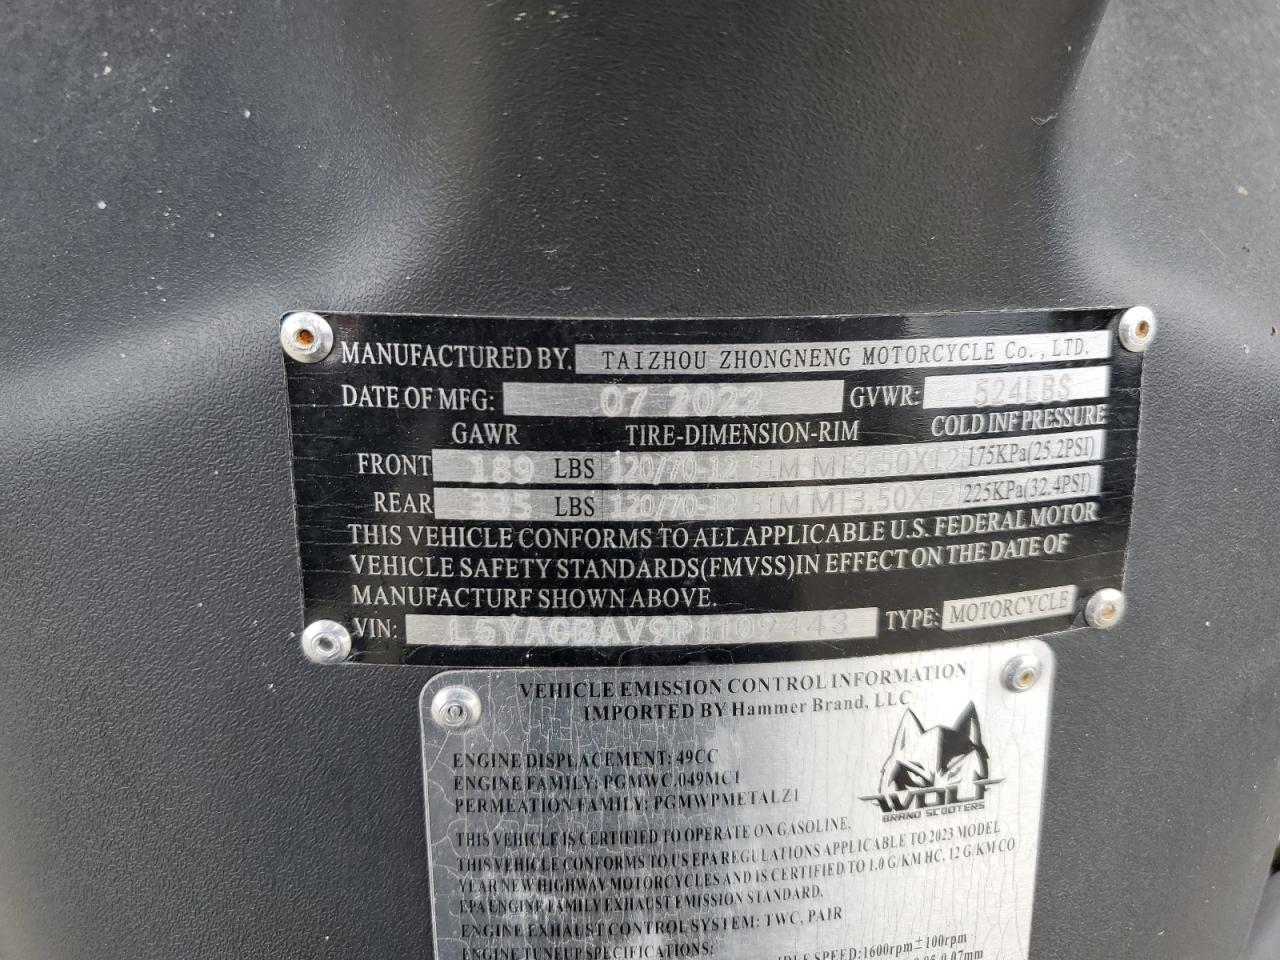 MANUFACTURED BY. TAIZHOU ZHONGNENG MOTORCYCLE Co., LTD.
DATE OF MFG: 07 2022 GVWR: 524LBS
GAWR TIRE-DIMENSION-RIM COLD INF PRESSURE
FRONT 189 LBS 120/70-12 51M MT3.50X12 175KPa(25.2PSI)
REAR 335 LBS 120/70-12 51M MT3.50X12 225KPa(32.4PSI)
THIS VEHICLE CONFORMS TO ALL APPLICABLE U.S. FEDERAL MOTOR
VEHICLE SAFETY STANDARDS(FMVSS)IN EFFECT ON THE DATE OF
MANUFACTURF SHOWN ABOVE.
VIN: TYPE: MOTORCYCLE
VEHICLE EMISSION CONTROL INFORMATION
IMPORTED BY Hammer Brand, LLC
ENGINE DISPLACEMENT: 49CC
ENGINE FAMILY: PGMWC.049MC1
PERMEATION FAMILY: PGMWPMETALZ1
WOLF
BRAND SCOOTERS
THIS VEHICLE IS CERTIFIED TO OPERATE ON GASOLINE,
THIS VEHICLE CONFORMS TO US EPA REGULATIONS APPLICABLE TO 2023 MODEL
YEAR NEW HIGHWAY MOTORCYCLES AND IS CERTIFIED TO 1.0 G/KM HC, 12 G/KM CO
EPA ENGINE FAMILY EXHAUST EMISSION STANDARD.
ENGINE EXHAUST CONTROL SYSTEM: TWC, PAIR
ENGINE TUNEUP SPECIFICATIONS:
IDLE SPEED:1600rpm±100rpm
0.07mm